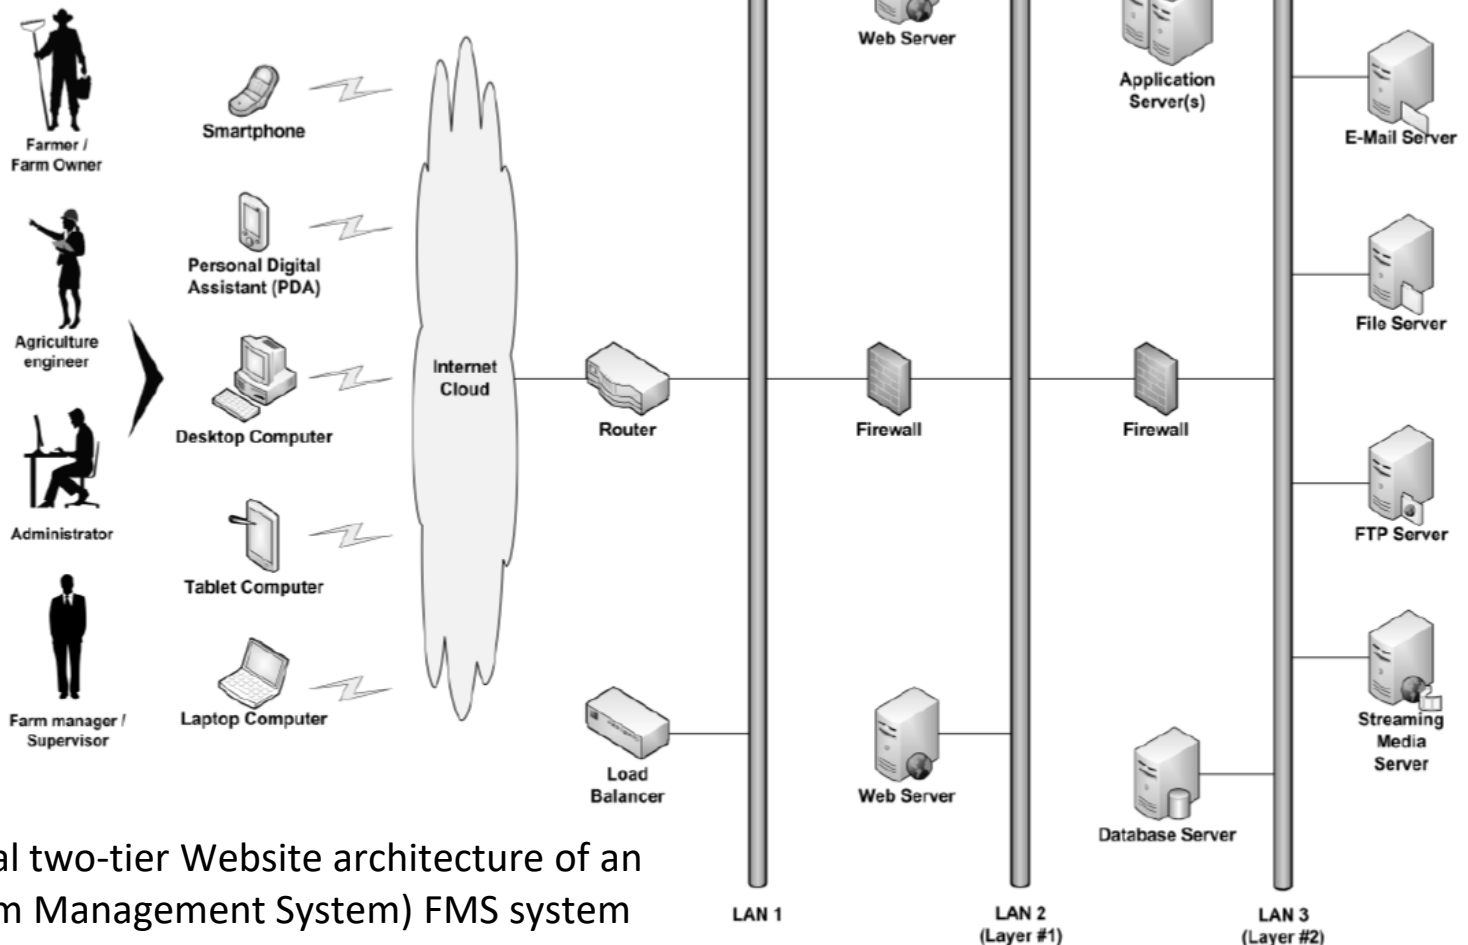 Farmer /
Farm Owner
Agriculture
engineer
Administrator
Farm manager /
Supervisor
Smartphone
Personal Digital
Assistant (PDA)
Desktop Computer
Tablet Computer
Laptop Computer
Internet
Cloud
Router
Load
Balancer
Web Server
Firewall
Web Server
Application
Server(s)
Firewall
Database Server
E-Mail Server
File Server
FTP Server
Streaming
Media
Server
LAN 1
LAN 2
(Layer #1)
LAN 3
(Layer #2)
al two-tier Website architecture of an
m Management System) FMS system